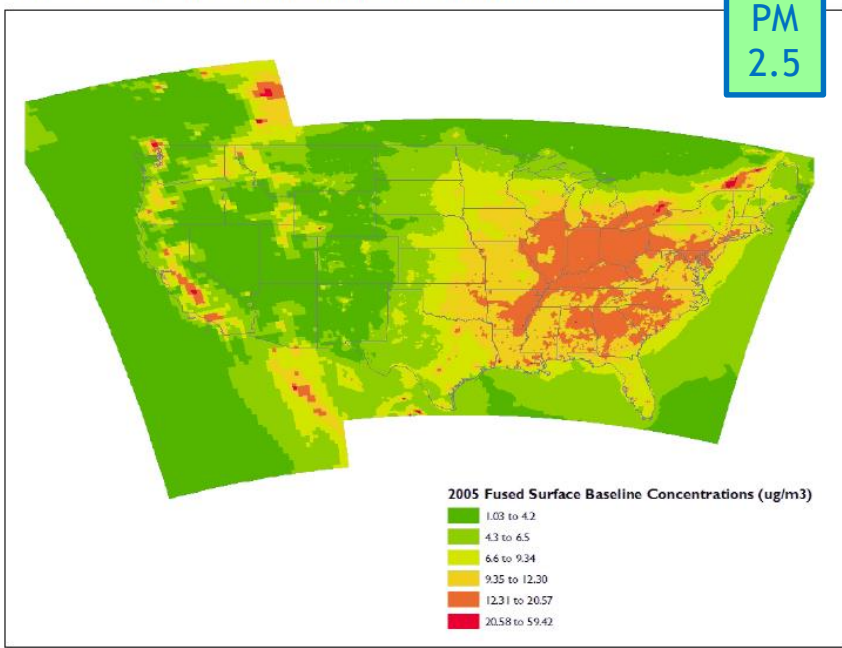 PM
2.5
2005 Fused Surface Baseline Concentrations (ug/m3)
1.03 to 4.2
4.3 to 6.5
6.6 to 9.34
9.35 to 12.30
12.31 to 20.57
20.58 to 59.42